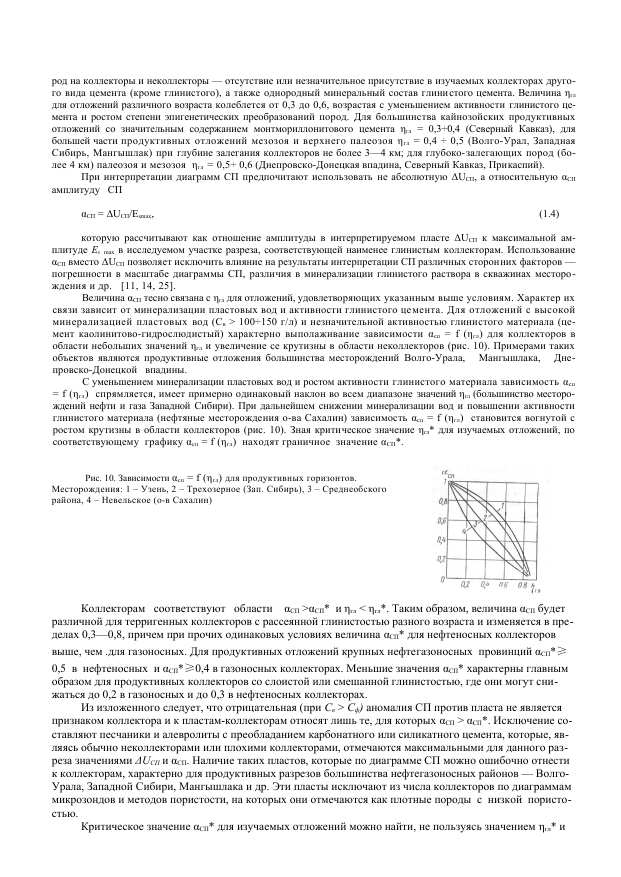 род на коллекторы и неколлекторы — отсутствие или незначительное присутствие в изучаемых коллекторах друго-
го вида цемента (кроме глинистого), а также однородный минеральный состав глинистого цемента. Величина ηгл
для отложений различного возраста колеблется от 0,3 до 0,6, возрастая с уменьшением активности глинистого це-
мента и ростом степени эпигенетических преобразований пород. Для большинства кайнозойских продуктивных
отложений со значительным содержанием монтмориллонитового цемента ηгл = 0,3÷0,4 (Северный Кавказ), для
большей части продуктивных отложений мезозоя и верхнего палеозоя ηгл = 0,4 ÷ 0,5 (Волго-Урал, Западная
Сибирь, Мангышлак) при глубине залегания коллекторов не более 3—4 км; для глубоко-залегающих пород (бо-
лее 4 км) палеозоя и мезозоя ηгл = 0,5÷ 0,6 (Днепровско-Донецкая впадина, Северный Кавказ, Прикаспий).
При интерпретации диаграмм СП предпочитают использовать не абсолютную ΔUСП, а относительную αСП
амплитуду СП
αСП = ΔUСП/Esmax, (1.4)
которую рассчитывают как отношение амплитуды в интерпретируемом пласте ΔUСП к максимальной ам-
плитуде Es max в исследуемом участке разреза, соответствующей наименее глинистым коллекторам. Использование
αСП вместо ΔUСП позволяет исключить влияние на результаты интерпретации СП различных сторонних факторов —
погрешности в масштабе диаграммы СП, различия в минерализации глинистого раствора в скважинах месторо-
ждения и др. [11, 14, 25].
Величина αСП тесно связана с ηгл для отложений, удовлетворяющих указанным выше условиям. Характер их
связи зависит от минерализации пластовых вод и активности глинистого цемента. Для отложений с высокой
минерализацией пластовых вод (Св > 100÷150 г/л) и незначительной активностью глинистого материала (це-
мент каолинитово-гидрослюдистый) характерно выполаживание зависимости αсп = f (ηгл) для коллекторов в
области небольших значений ηгл и увеличение се крутизны в области неколлекторов (рис. 10). Примерами таких
объектов являются продуктивные отложения большинства месторождений Волго-Урала, Мангышлака, Дне-
провско-Донецкой впадины.
С уменьшением минерализации пластовых вод и ростом активности глинистого материала зависимость αсп
= f (ηгл) спрямляется, имеет примерно одинаковый наклон во всем диапазоне значений ηгл (большинство месторо-
ждений нефти и газа Западной Сибири). При дальнейшем снижении минерализации вод и повышении активности
глинистого материала (нефтяные месторождения о-ва Сахалин) зависимость αсп = f (ηгл) становится вогнутой с
ростом крутизны в области коллекторов (рис. 10). Зная критическое значение ηгл* для изучаемых отложений, по
соответствующему графику αсп = f (ηгл) находят граничное значение αСП*.
Рис. 10. Зависимости αсп = f (ηгл) для продуктивных горизонтов.
Месторождения: 1 – Узень, 2 – Трехозерное (Зап. Сибирь), 3 – Среднеобского
района, 4 – Невельское (о-в Сахалин)
αСП
1
0,8
0,6
0,4
0,2
0
1
2
3
4
0,2
0,8
Коллекторам соответствуют области αСП >αСП* и ηгл < ηгл*. Таким образом, величина αСП будет
различной для терригенных коллекторов с рассеянной глинистостью разного возраста и изменяется в пре-
делах 0,3—0,8, причем при прочих одинаковых условиях величина αСП* для нефтеносных коллекторов
выше, чем .для газоносных. Для продуктивных отложений крупных нефтегазоносных провинций αСП*≥
0,5 в нефтеносных и αСП*≥0,4 в газоносных коллекторах. Меньшие значения αСП* характерны главным
образом для продуктивных коллекторов со слоистой или смешанной глинистостью, где они могут сни-
жаться до 0,2 в газоносных и до 0,3 в нефтеносных коллекторах.
Из изложенного следует, что отрицательная (при Св > Сф) аномалия СП против пласта не является
признаком коллектора и к пластам-коллекторам относят лишь те, для которых αСП > αСП*. Исключение со-
ставляют песчаники и алевролиты с преобладанием карбонатного или силикатного цемента, которые, яв-
ляясь обычно неколлекторами или плохими коллекторами, отмечаются максимальными для данного раз-
реза значениями ΔUСП и αСП. Наличие таких пластов, которые по диаграмме СП можно ошибочно отнести
к коллекторам, характерно для продуктивных разрезов большинства нефтегазоносных районов — Волго-
Урала, Западной Сибири, Мангышлака и др. Эти пласты исключают из числа коллекторов по диаграммам
микрозондов и методов пористости, на которых они отмечаются как плотные породы с низкой пористо-
стью.
Критическое значение αСП* для изучаемых отложений можно найти, не пользуясь значением ηгл* и